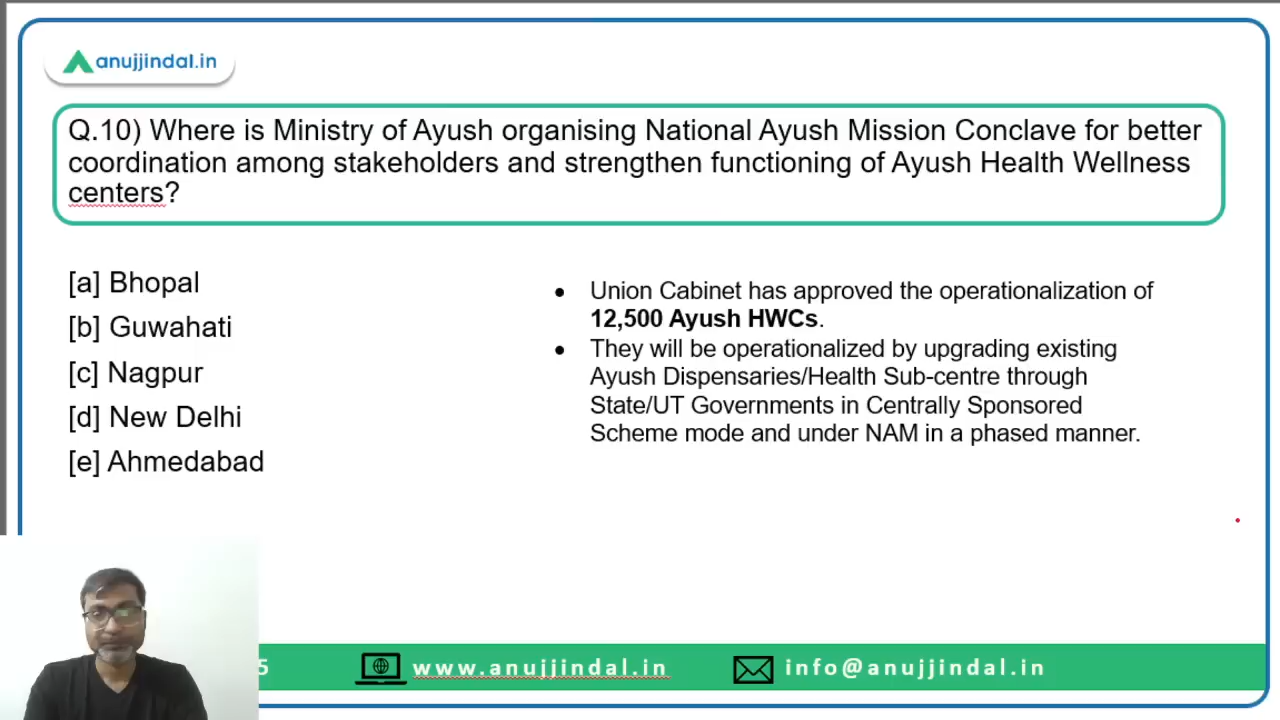 anujjindal.in
Q.10) Where is Ministry of Ayush organising National Ayush Mission Conclave for better
coordination among stakeholders and strengthen functioning of Ayush Health Wellness
centers?
[a] Bhopal
[b] Guwahati
[c] Nagpur
[d] New Delhi
[e] Ahmedabad
• Union Cabinet has approved the operationalization of
12,500 Ayush HWCs.
• They will be operationalized by upgrading existing
Ayush Dispensaries/Health Sub-centre through
State/UT Governments in Centrally Sponsored
Scheme mode and under NAM in a phased manner.
5 www.anujjindal.in info@anujjindal.in